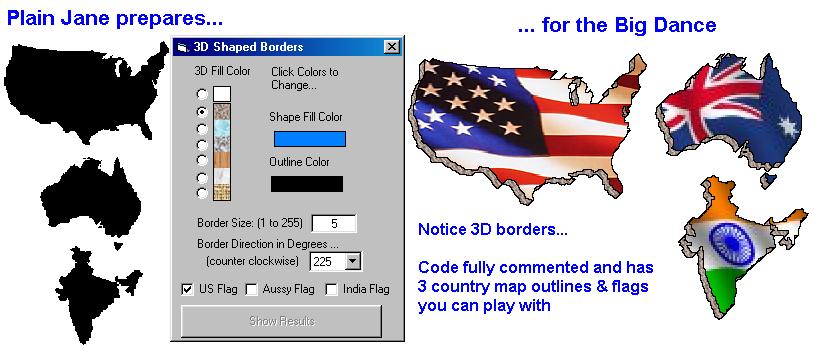 Plain Jane prepares...
... for the Big Dance
3D Shaped Borders
3D Fill Color
Click Colors to
Change...
Shape Fill Color
Outline Color
Border Size: (1 to 255) 5
Border Direction in Degrees ...
(counter clockwise) 225
US Flag Aussy Flag India Flag
Show Results
Notice 3D borders...
Code fully commented and has
3 country map outlines & flags
you can play with